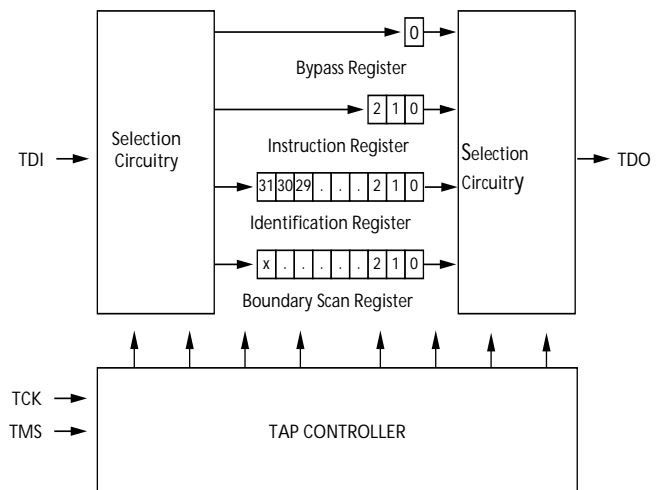 0
Bypass Register
2 1 0
Selection
Circuitry
TDI
Instruction Register
Selection
Circuitry
TDO
31 30 29 . . . 2 1 0
Identification Register
x . . . . . 2 1 0
Boundary Scan Register
TCK
TMS
TAP CONTROLLER